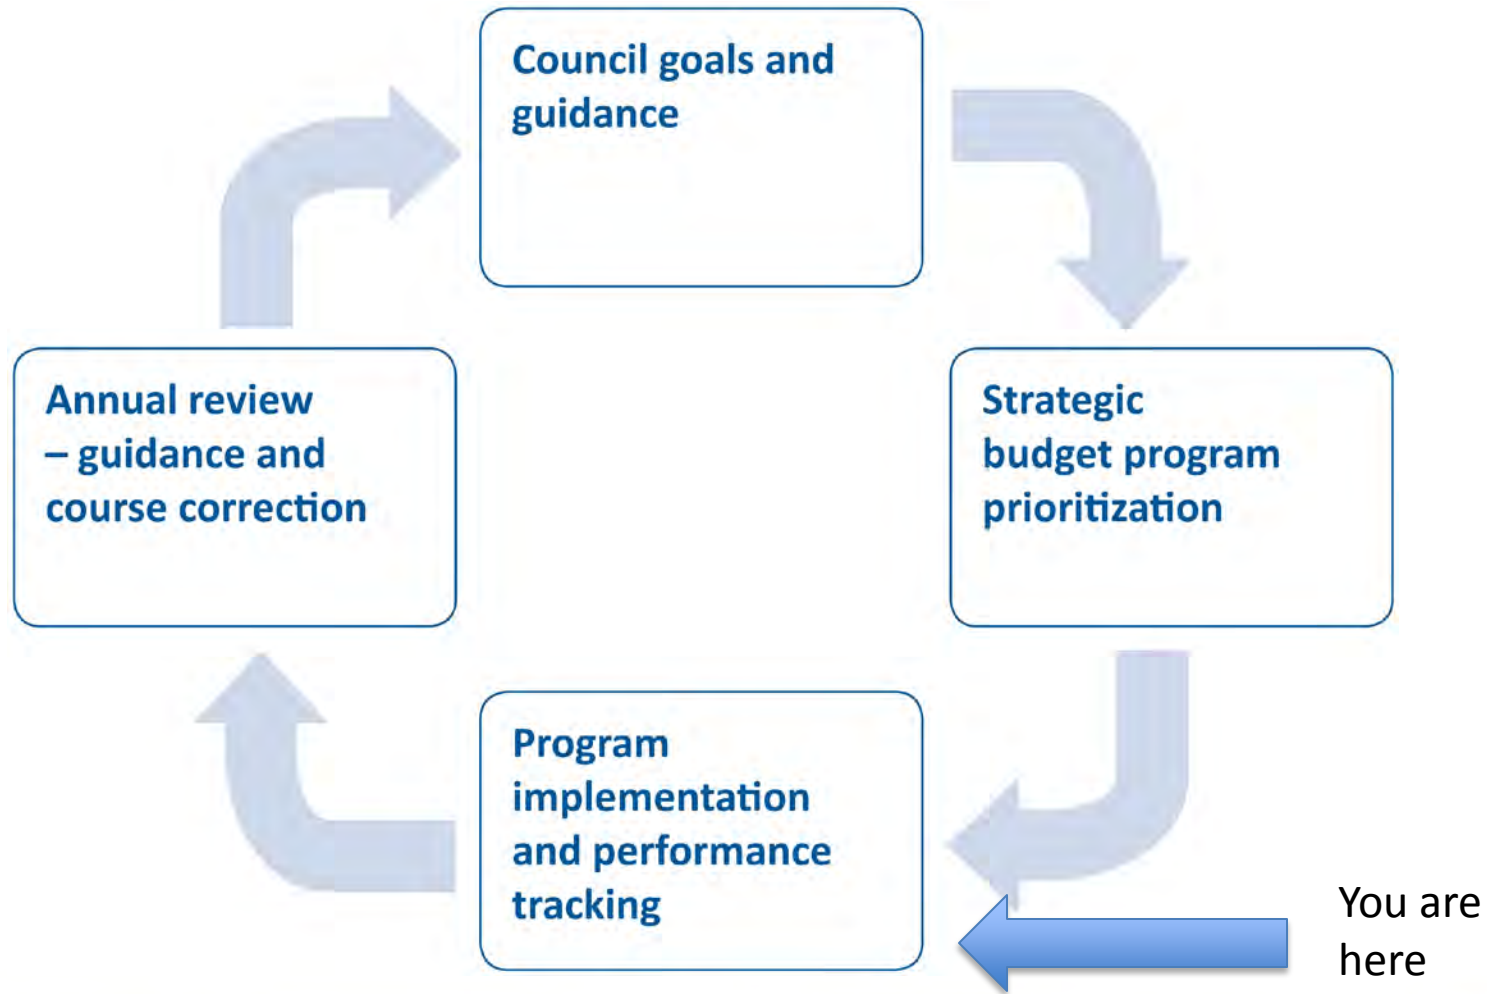 Council goals and
guidance
Annual review
– guidance and
course correction
Strategic
budget program
prioritization
Program
implementation
and performance
tracking
You are
here